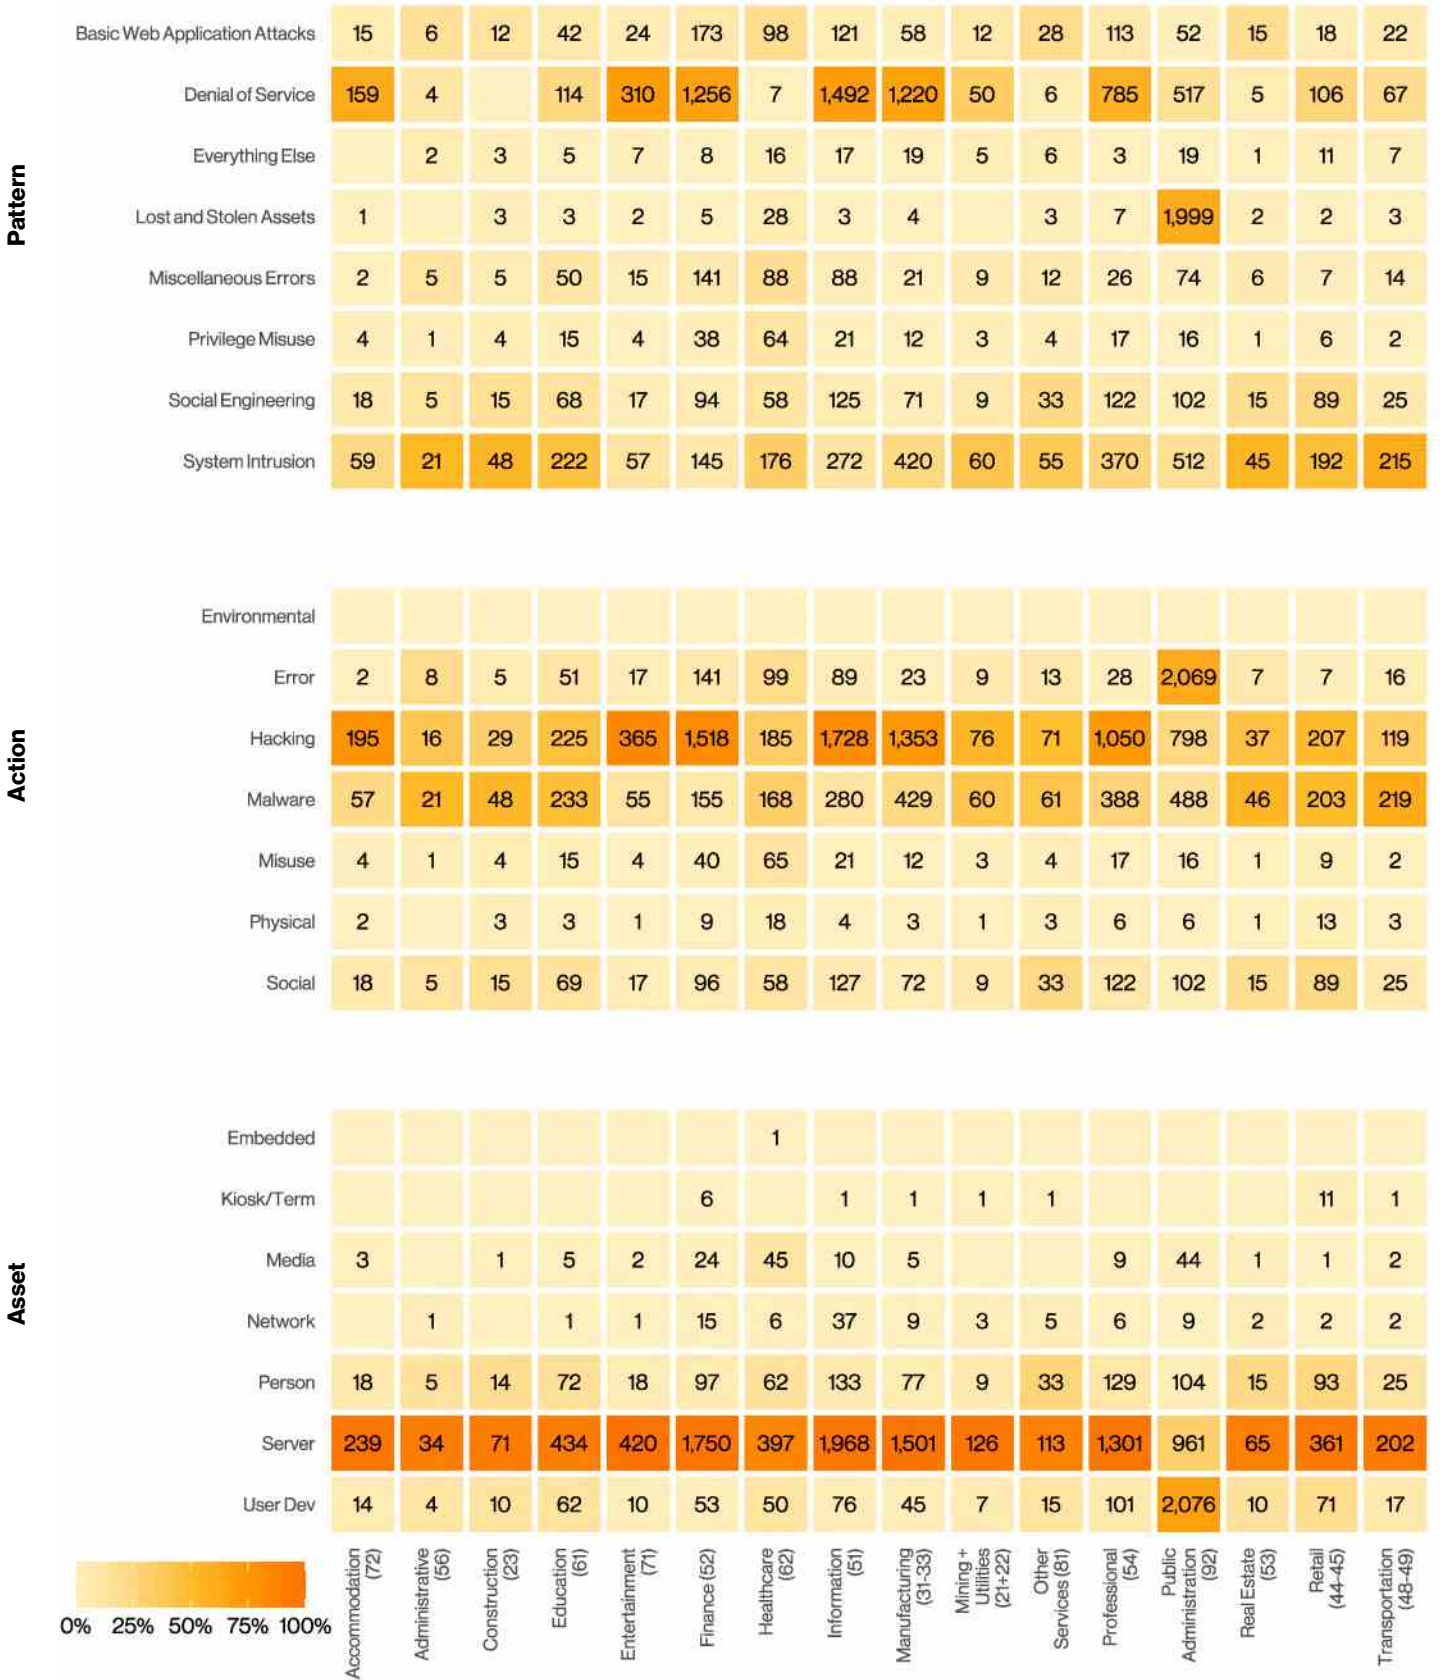 Pattern
Basic Web Application Attacks 15 6 12 42 24 173 98 121 58 12 28 113 52 15 18 22
Denial of Service 159 4 114 310 1,256 7 1,492 1,220 50 6 785 517 5 106 67
Everything Else 2 3 5 7 8 16 17 19 5 6 3 19 1 11 7
Lost and Stolen Assets 1 3 3 2 5 28 3 4 3 7 1,999 2 2 3
Miscellaneous Errors 2 5 5 50 15 141 88 88 21 9 12 26 74 6 7 14
Privilege Misuse 4 1 4 15 4 38 64 21 12 3 4 17 16 1 6 2
Social Engineering 18 5 15 68 17 94 58 125 71 9 33 122 102 15 89 25
System Intrusion 59 21 48 222 57 145 176 272 420 60 55 370 512 45 192 215
Action
Environmental
Error 2 8 5 51 17 141 99 89 23 9 13 28 2,069 7 7 16
Hacking 195 16 29 225 365 1,518 185 1,728 1,353 76 71 1,050 798 37 207 119
Malware 57 21 48 233 55 155 168 280 429 60 61 388 488 46 203 219
Misuse 4 1 4 15 4 40 65 21 12 3 4 17 16 1 9 2
Physical 2 3 3 1 9 18 4 3 1 3 6 6 1 13 3
Social 18 5 15 69 17 96 58 127 72 9 33 122 102 15 89 25
Asset
Embedded 1
Kiosk/Term 6 1 1 1 1 11 1
Media 3 1 5 2 24 45 10 5 9 44 1 1 2
Network 1 1 1 15 6 37 9 3 5 6 9 2 2 2
Person 18 5 14 72 18 97 62 133 77 9 33 129 104 15 93 25
Server 239 34 71 434 420 1,750 397 1,968 1,501 126 113 1,301 961 65 361 202
User Dev 14 4 10 62 10 53 50 76 45 7 15 101 2,076 10 71 17
0% 25% 50% 75% 100%
Accommodation
(72)
Administrative
(56)
Construction
(23)
Education
(61)
Entertainment
(71)
Finance (52)
Healthcare
(62)
Information
(51)
Manufacturing
(31-33)
Mining +
Utilities
(21+22)
Other
Services (81)
Professional
(54)
Public
Administration
(92)
Real Estate
(53)
Retail
(44-45)
Transportation
(48-49)